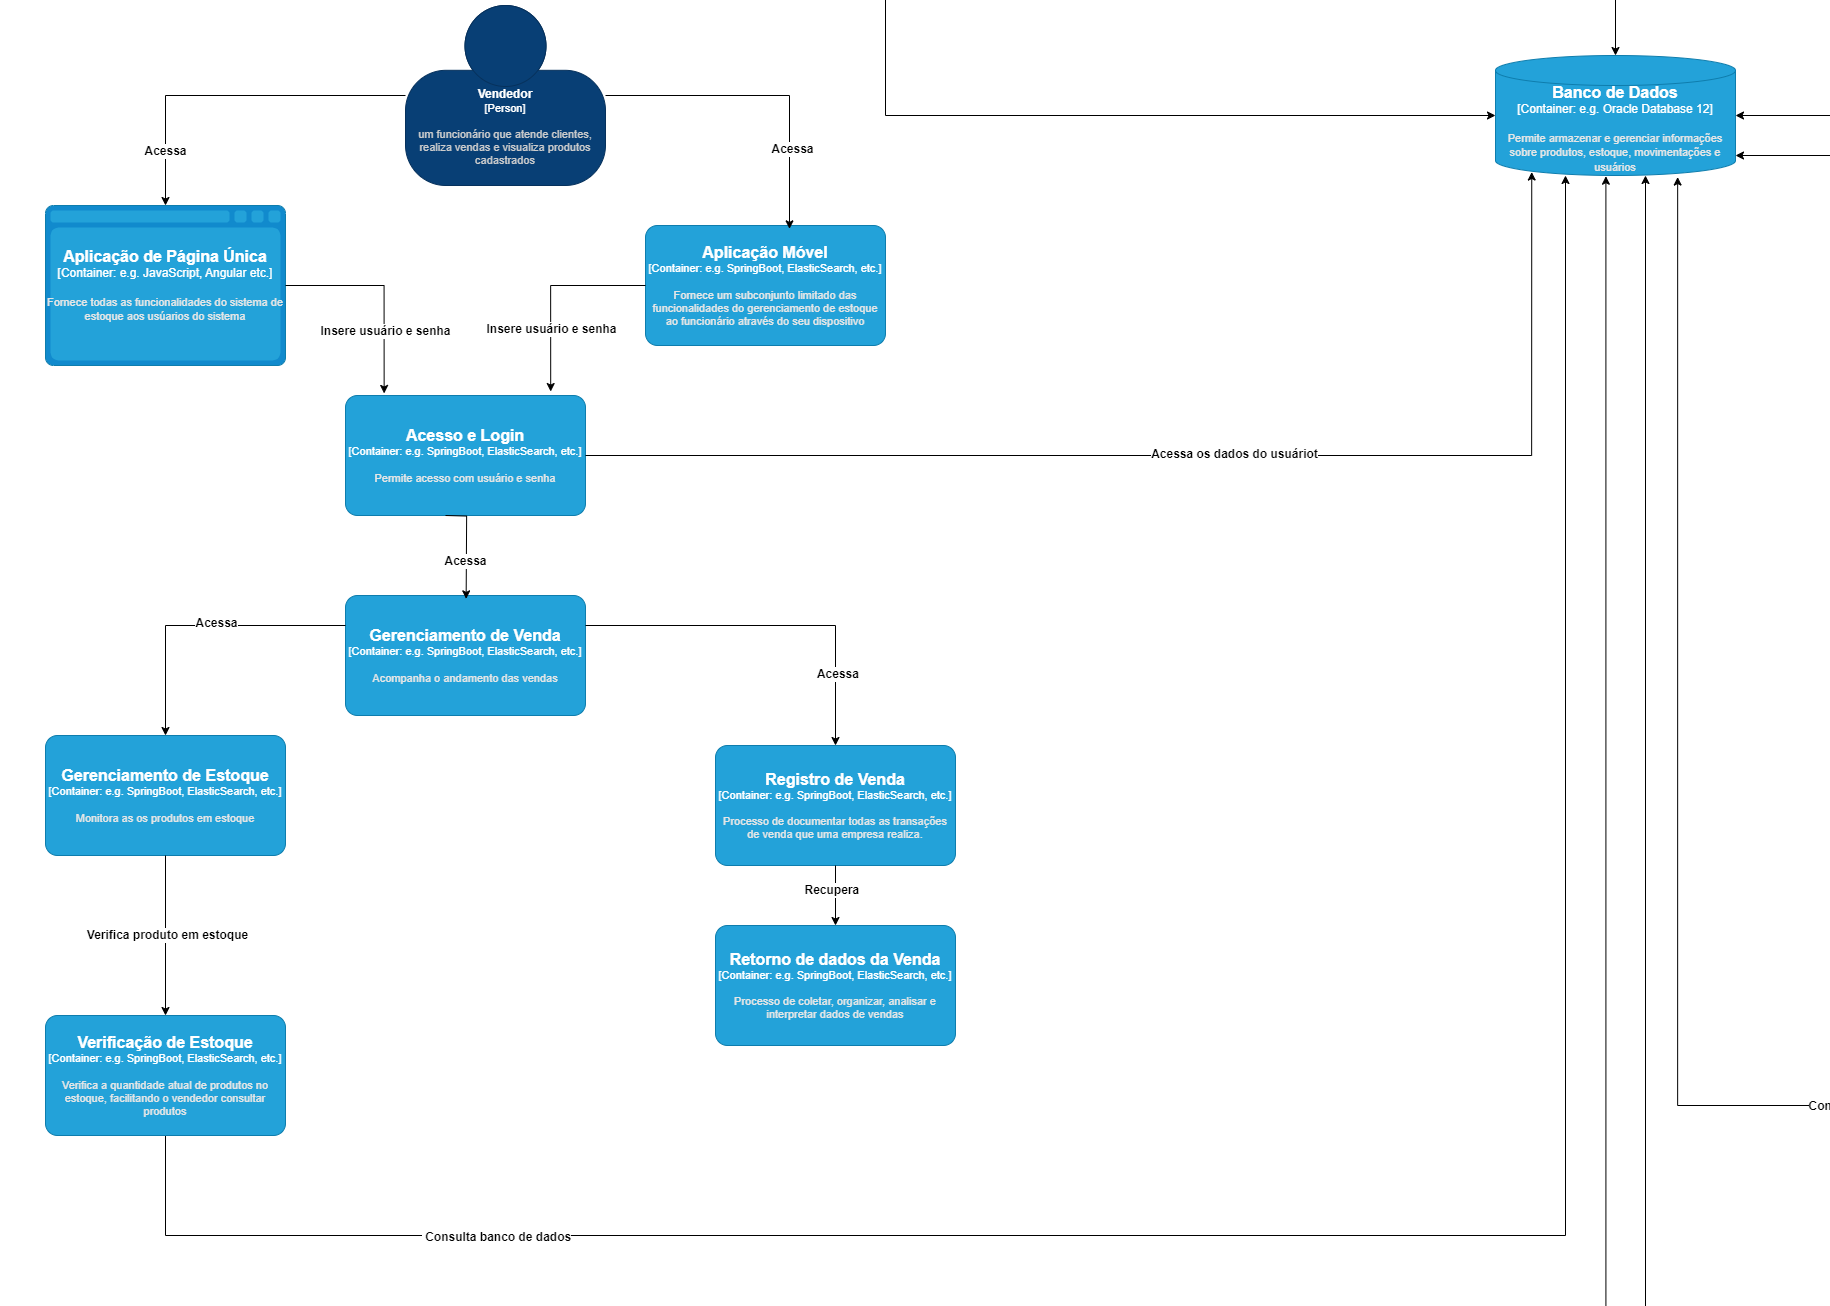 Vendedor
[Person]
um funcionário que atende clientes,
realiza vendas e visualiza produtos
cadastrados
Banco de Dados
[Container: e.g. Oracle Database 12]
Permite armazenar e gerenciar informações
sobre produtos, estoque, movimentações e
usuários
Acessa
Acessa
Aplicação de Página Única
[Container: e.g. JavaScript, Angular etc.]
Fornece todas as funcionalidades do sistema de
estoque aos usúarios do sistema
Aplicação Móvel
[Container: e.g. SpringBoot, ElasticSearch, etc.]
Fornece um subconjunto limitado das
funcionalidades do gerenciamento de estoque
ao funcionário através do seu dispositivo
Insere usuário e senha
Insere usuário e senha
Acesso e Login
[Container: e.g. SpringBoot, ElasticSearch, etc.]
Permite acesso com usuário e senha
Acessa os dados do usuáriot
Acessa
Gerenciamento de Venda
[Container: e.g. SpringBoot, ElasticSearch, etc.]
Acompanha o andamento das vendas
Acessa
Acessa
Gerenciamento de Estoque
[Container: e.g. SpringBoot, ElasticSearch, etc.]
Monitora as os produtos em estoque
Registro de Venda
[Container: e.g. SpringBoot, ElasticSearch, etc.]
Processo de documentar todas as transações
de venda que uma empresa realiza.
Recupera
Verifica produto em estoque
Retorno de dados da Venda
[Container: e.g. SpringBoot, ElasticSearch, etc.]
Processo de coletar, organizar, analisar e
interpretar dados de vendas
Verificação de Estoque
[Container: e.g. SpringBoot, ElasticSearch, etc.]
Verifica a quantidade atual de produtos no
estoque, facilitando o vendedor consultar
produtos
Consulta banco de dados